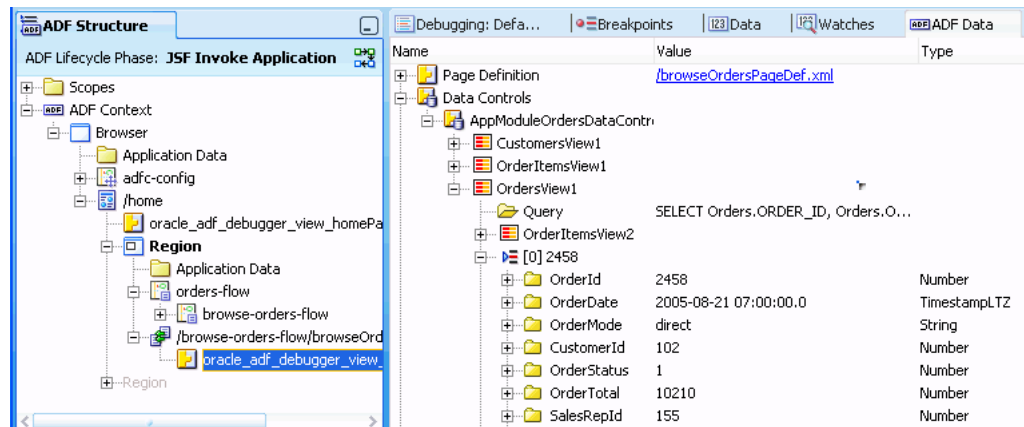 ADF Structure
ADF Lifecycle Phase: JSF Invoke Application
Scopes
ADF ADF Context
Browser
Application Data
adfc-config
/home
oracle_adf_debugger_view_homePa
Region
Application Data
orders-flow
browse-orders-flow
/browse-orders-flow/browseOrd
oracle_adf_debugger_view_
Region
Debugging: Defa... Breakpoints Data Watches ADF ADF Data
Name Value Type
Page Definition /browseOrdersPageDef.xml
Data Controls
AppModuleOrdersDataContr
CustomersView1
OrderItemsView1
OrdersView1
Query SELECT Orders.ORDER_ID, Orders.O...
OrderItemsView2
[0] 2458
OrderId 2458 Number
OrderDate 2005-08-21 07:00:00.0 TimestampLTZ
OrderMode direct String
CustomerId 102 Number
OrderStatus 1 Number
OrderTotal 10210 Number
SalesRepId 155 Number